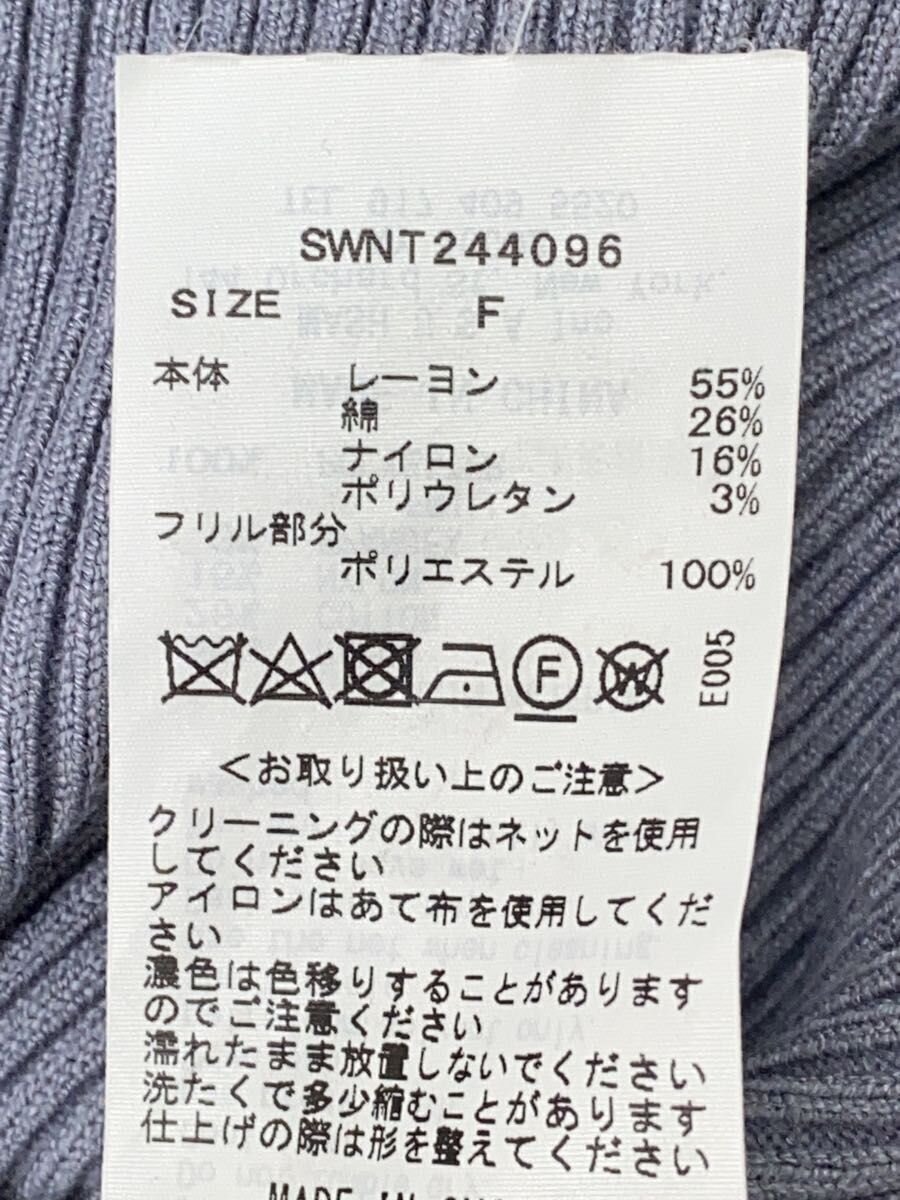 SWNT244096
SIZE F
本体 レーヨン 55%
綿 26%
ナイロン 16%
ポリウレタン 3%
フリル部分
ポリエステル 100%
F
W
E005
<お取り扱い上のご注意>
クリーニングの際はネットを使用
してください
アイロンはあて布を使用してくだ
さい
濃色は色移りすることがあります
のでご注意ください
濡れたまま放置しないでください
洗たくで多少縮むことがあります
仕上げの際は形を整えてください
MADE IN